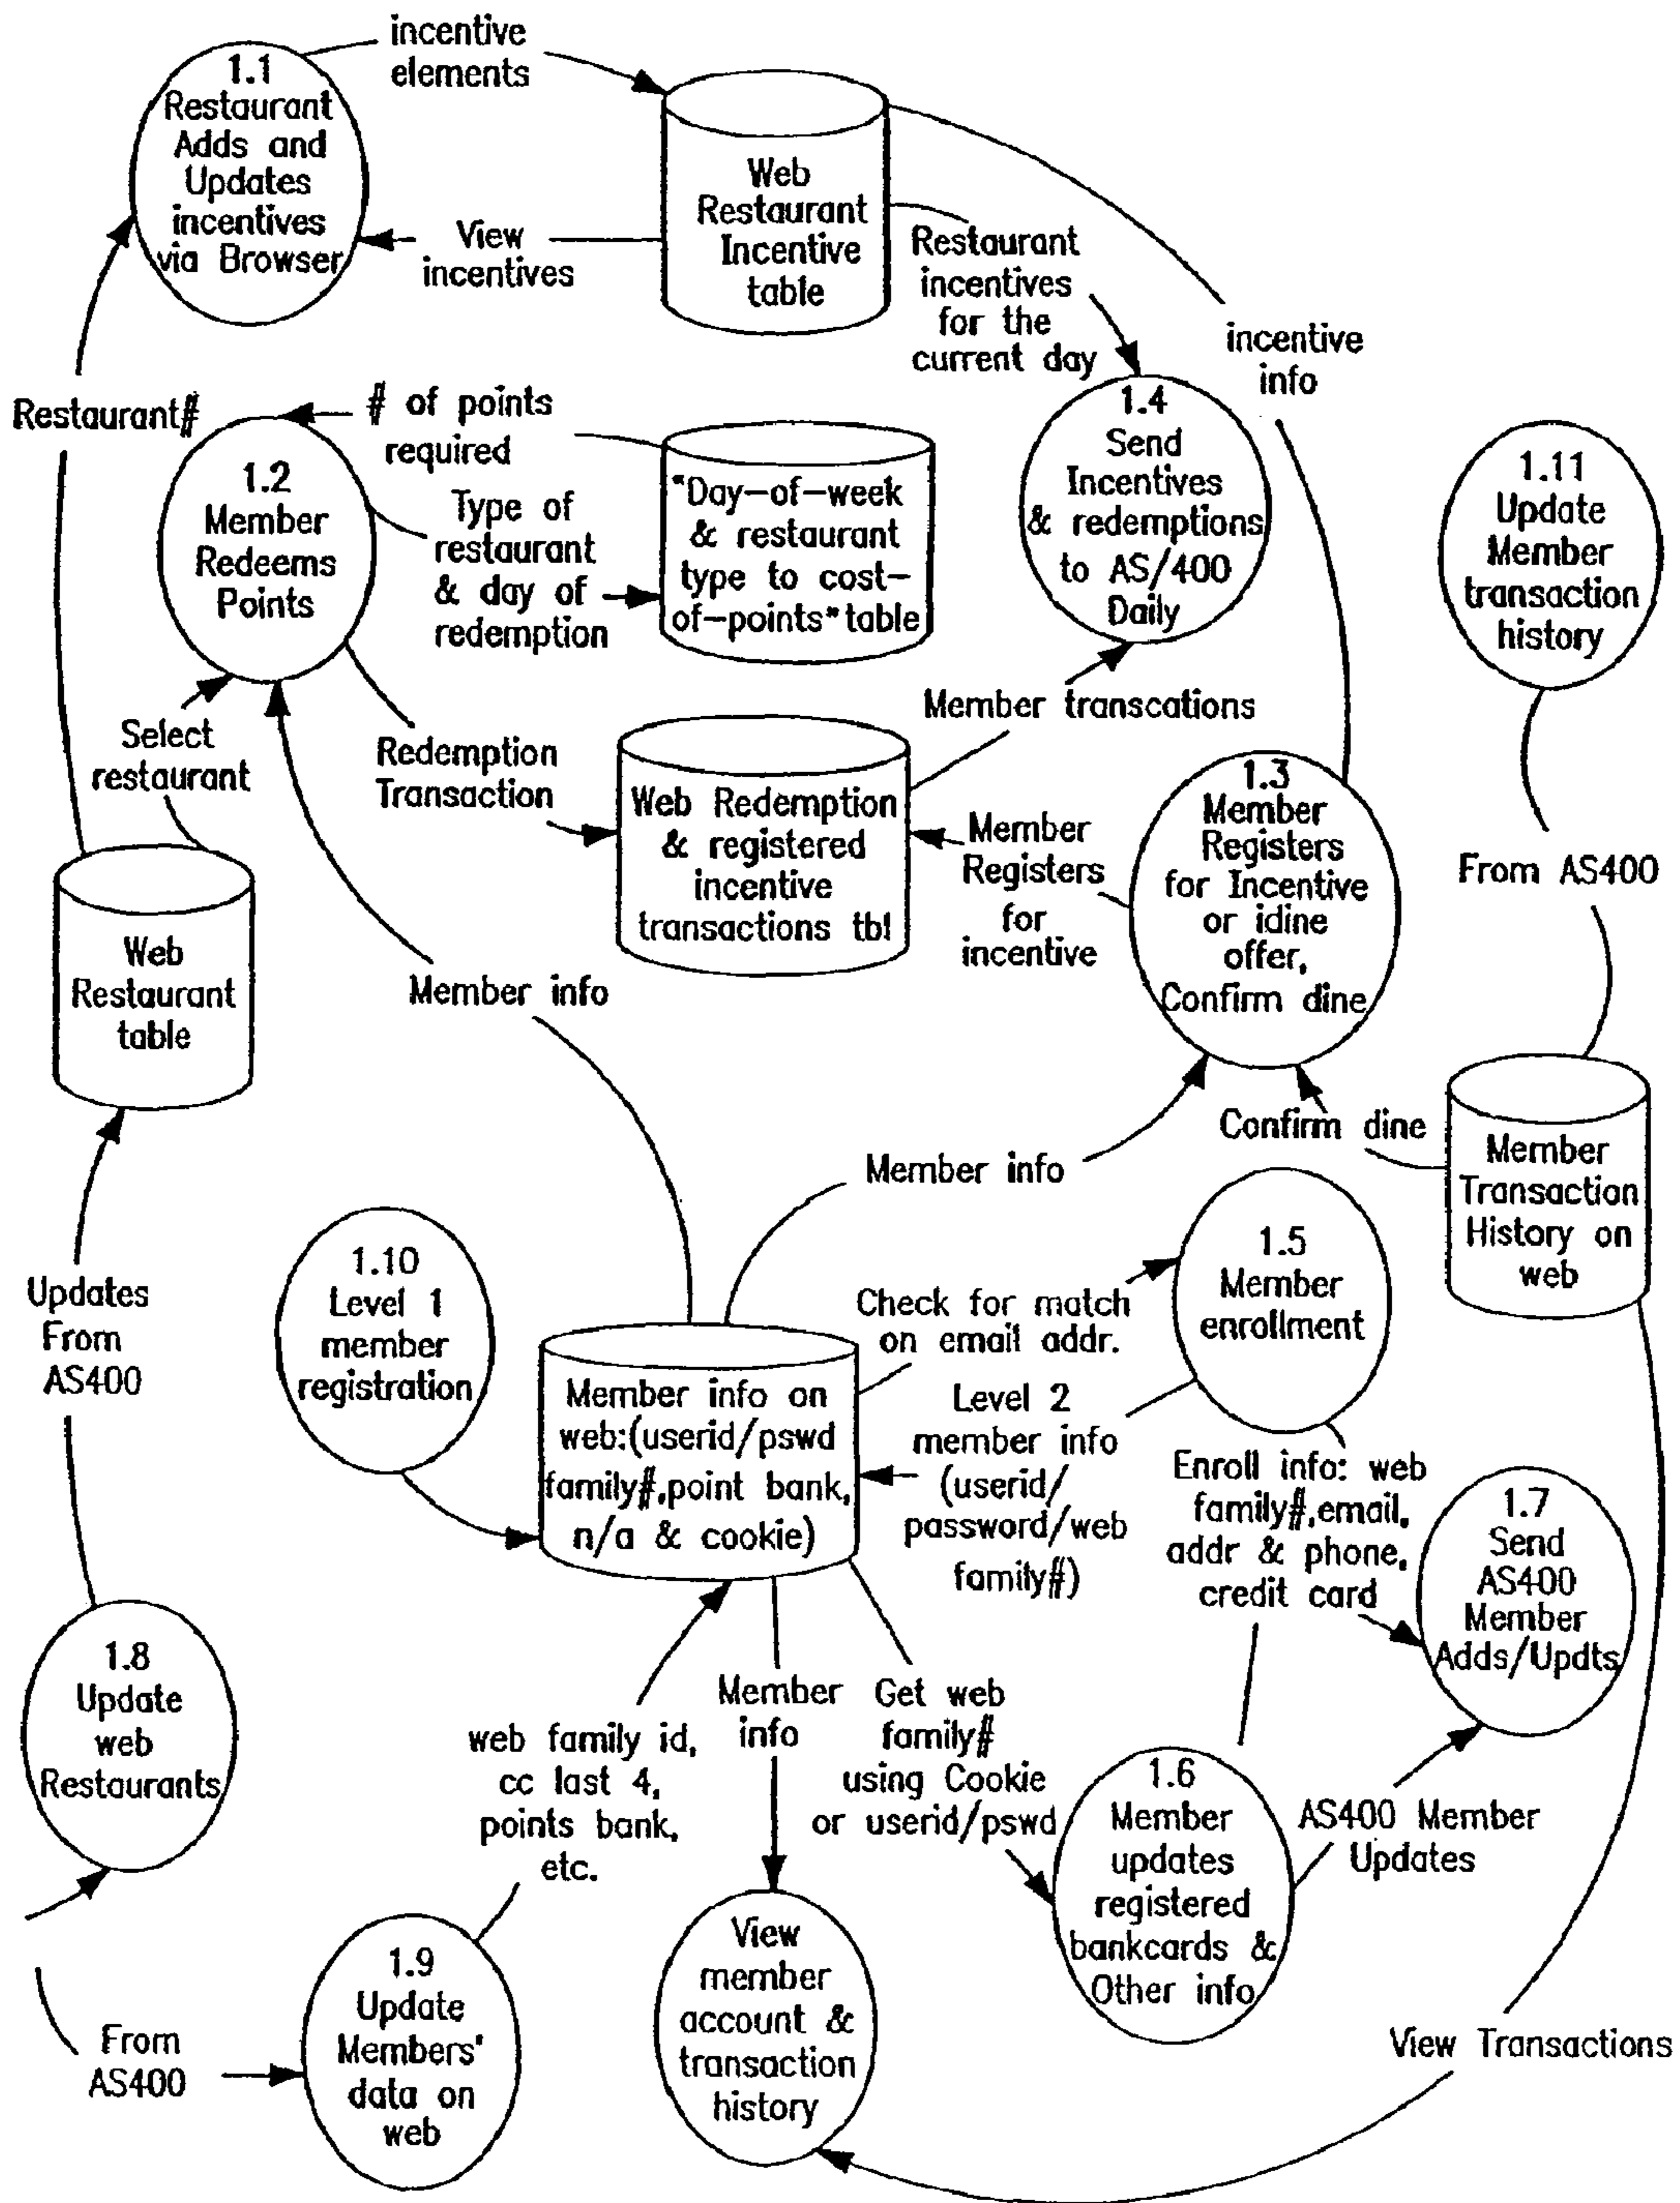 incentive
elements
1.1
Restaurant
Adds and
Updates
incentives
via Browser
View
incentives
Web
Restaurant
Incentive
table
Restaurant
incentives
for the
current day
incentive
info
Restaurant#
# of points
required
1.2
Member
Redeems
Points
Type of
restaurant
& day of
redemption
"Day-of-week
& restaurant
type to cost-
of-points" table
1.4
Send
Incentives
& redemptions
to AS/400
Daily
1.11
Update
Member
transaction
history
Select
restaurant
Redemption
Transaction
Web Redemption
& registered
incentive
transactions tbl
Member transcations
Member
Registers
for
incentive
1.3
Member
Registers
for Incentive
or idine
offer,
Confirm dine
From AS400
Web
Restaurant
table
Member info
Member info
Confirm dine
Member
Transaction
History on
web
Updates
From
AS400
1.10
Level 1
member
registration
Check for match
on email addr.
1.5
Member
enrollment
Member info on
web:(userid/pswd
family#,point bank,
n/a & cookie)
Level 2
member info
(userid/
password/web
family#)
Enroll info: web
family#,email,
addr & phone,
credit card
1.7
Send
AS400
Member
Adds/Updts
1.8
Update
web
Restaurants
web family id,
cc last 4,
points bank,
etc.
Member
info
Get web
family#
using Cookie
or userid/pswd
1.6
Member
updates
registered
bankcards &
Other info
AS400 Member
Updates
From
AS400
1.9
Update
Members'
data on
web
View
member
account &
transaction
history
View Transactions